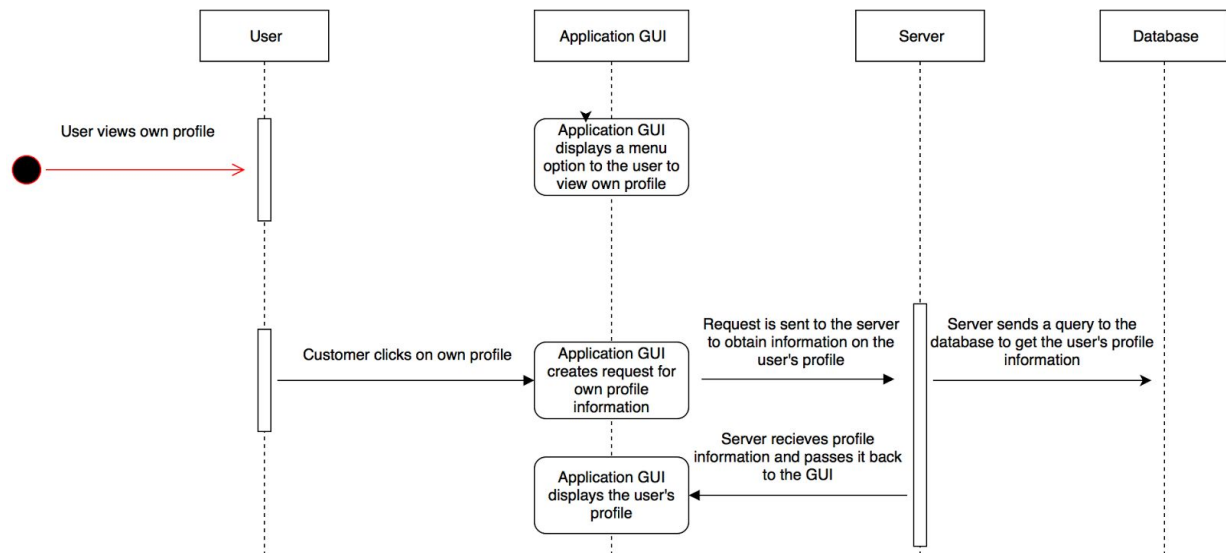 User
Application GUI
Server
Database
User views own profile
Application GUI
displays a menu
option to the user to
view own profile
Customer clicks on own profile
Application GUI
creates request for
own profile
information
Request is sent to the server
to obtain information on the
user's profile
Server sends a query to the
database to get the user's profile
information
Server recieves profile
information and passes it back
to the GUI
Application GUI
displays the user's
profile